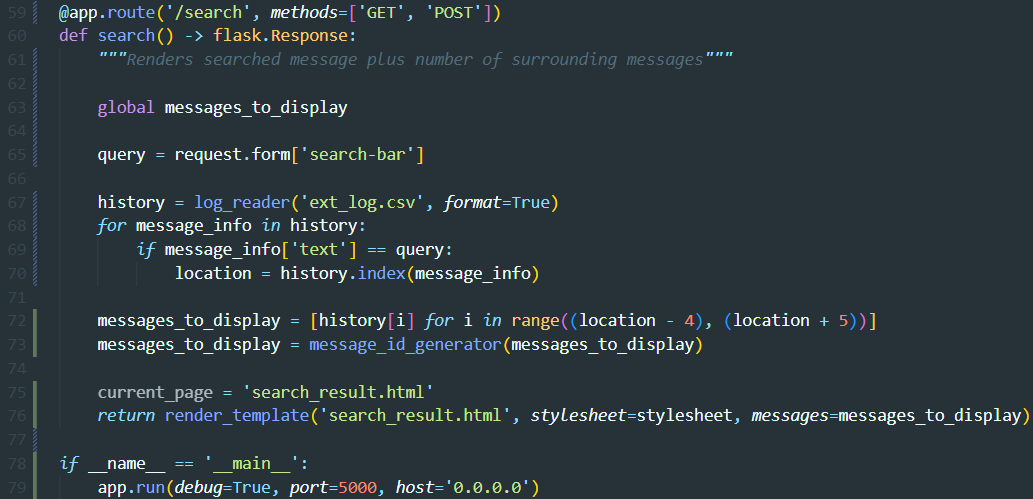 59 @app.route('/search', methods=['GET', 'POST'])
60 def search() -> flask.Response:
61     """Renders searched message plus number of surrounding messages"""
62
63     global messages_to_display
64
65     query = request.form['search-bar']
66
67     history = log_reader('ext_log.csv', format=True)
68     for message_info in history:
69         if message_info['text'] == query:
70             location = history.index(message_info)
71
72     messages_to_display = [history[i] for i in range((location - 4), (location + 5))]
73     messages_to_display = message_id_generator(messages_to_display)
74
75     current_page = 'search_result.html'
76     return render_template('search_result.html', stylesheet=stylesheet, messages=messages_to_display)
77
78 if __name__ == '__main__':
79     app.run(debug=True, port=5000, host='0.0.0.0')